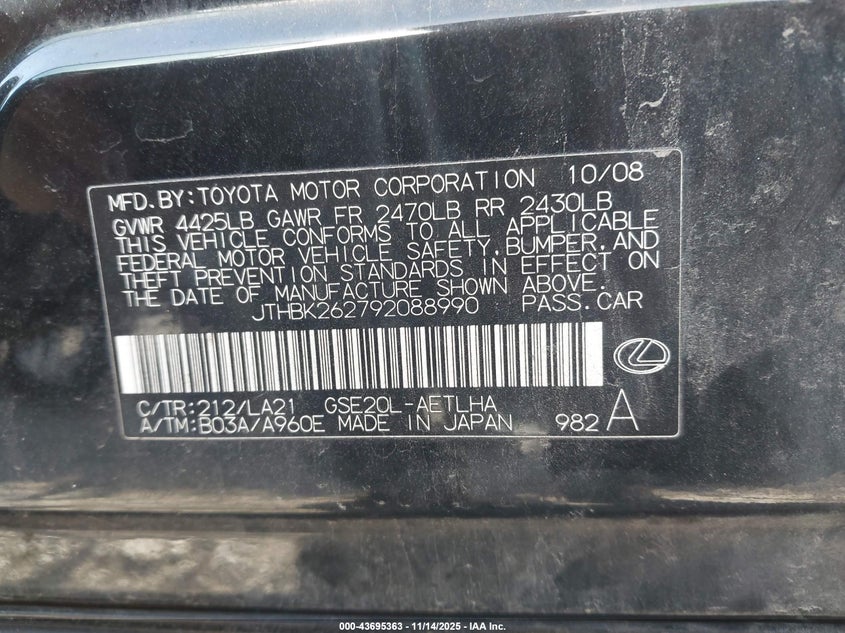 MFD. BY: TOYOTA MOTOR CORPORATION 10/08
GVWR 4425LB GAWR FR 2470LB RR 2430LB
THIS VEHICLE CONFORMS TO ALL APPLICABLE
FEDERAL MOTOR VEHICLE SAFETY, BUMPER, AND
THEFT PREVENTION STANDARDS IN EFFECT ON
THE DATE OF MANUFACTURE SHOWN ABOVE.
JTHBK262792088990 PASS. CAR
C/TR: 212/LA21 GSE20L-AETLHA
A/TM: B03A/A960E MADE IN JAPAN 982 A
000-43695363 - 11/14/2025 - IAA Inc.